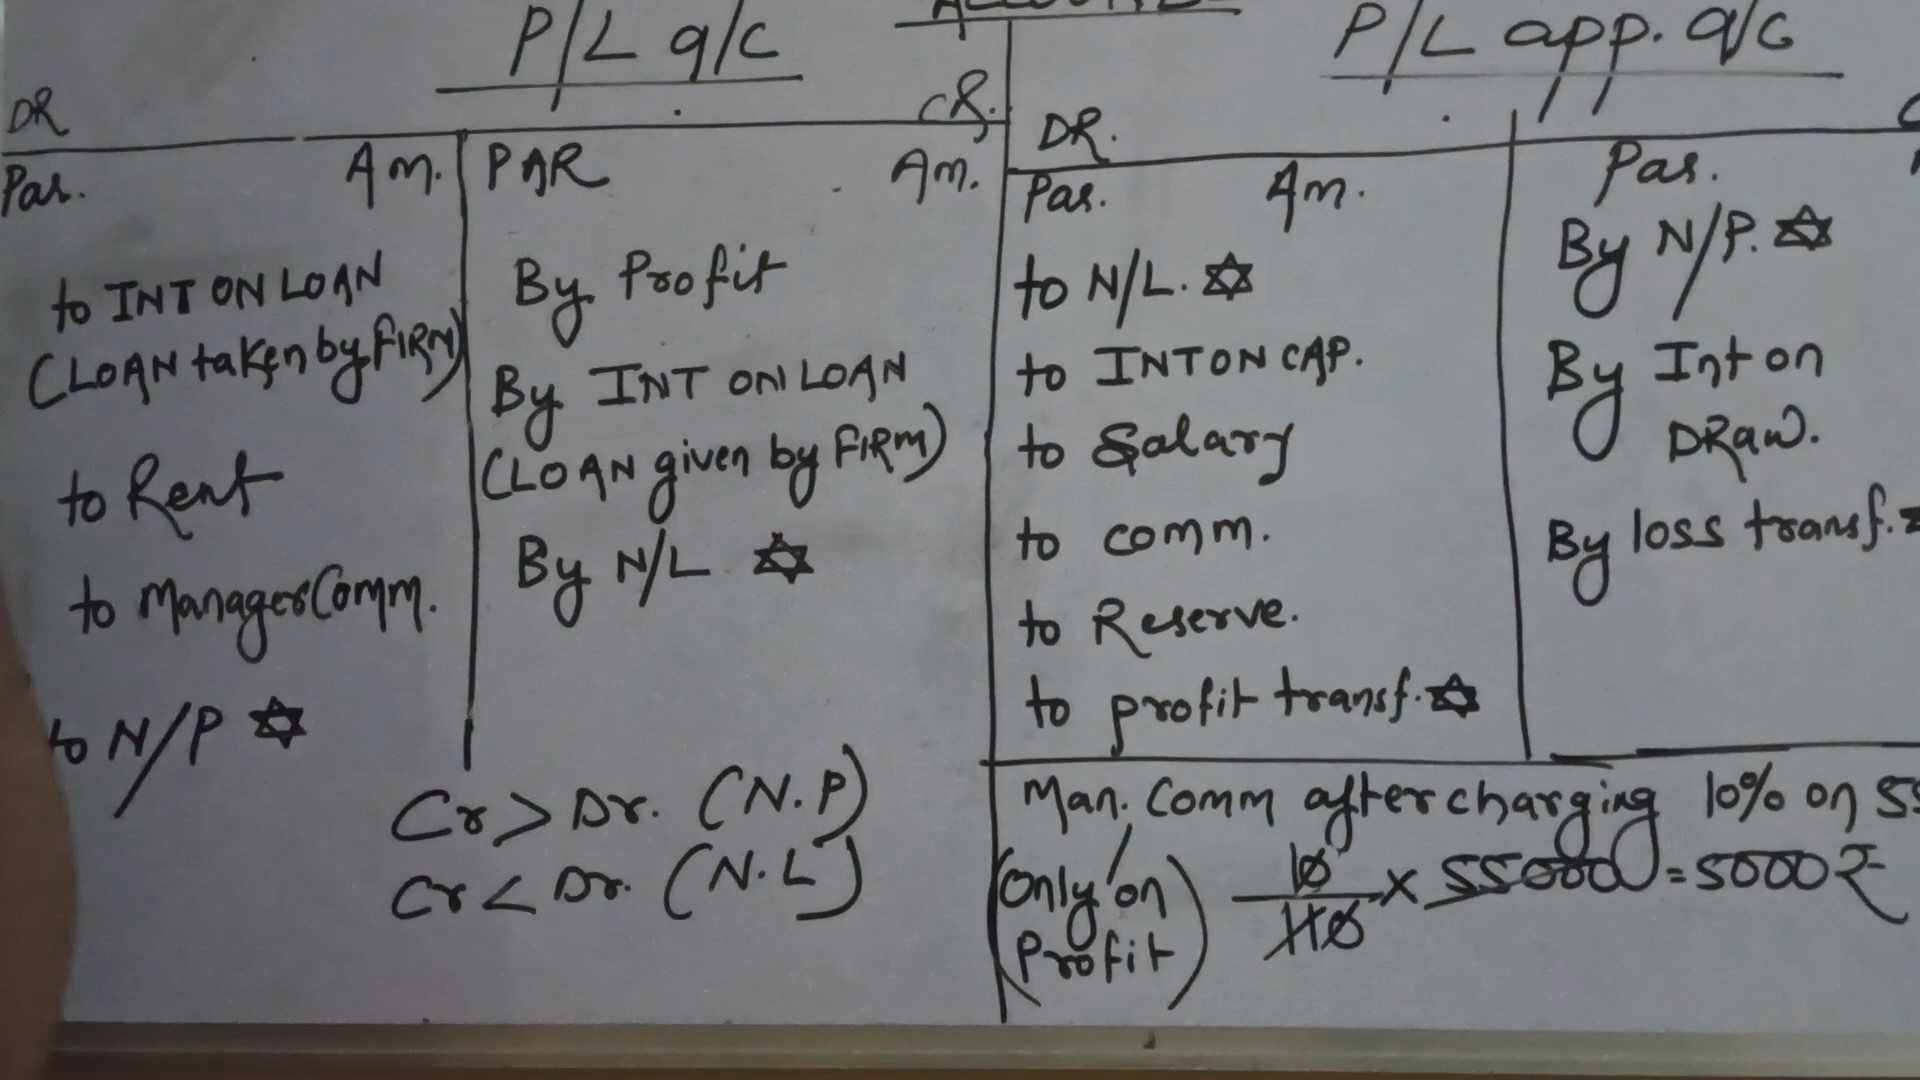 P/L a/c
DR
CR.
Par.
Am.
PAR
Am.
to INT ON LOAN
(LOAN taken by FIRM)
to Rent
to Manager Comm.
to N/P ✡
By Profit
By INT ON LOAN
(LOAN given by FIRM)
By N/L ✡
Cr > Dr. (N.P)
Cr < Dr. (N.L)
P/L app. a/c
DR.
Par.
Am.
Par.
to N/L. ✡
to INT ON CAP.
to Salary
to comm.
to Reserve.
to profit transf. ✡
By N/P. ✡
By Int on
DRaw.
By loss transf.
Man. Comm after charging 10% on
(Only on
Profit)
10/110 × 55000 = 5000 ₹